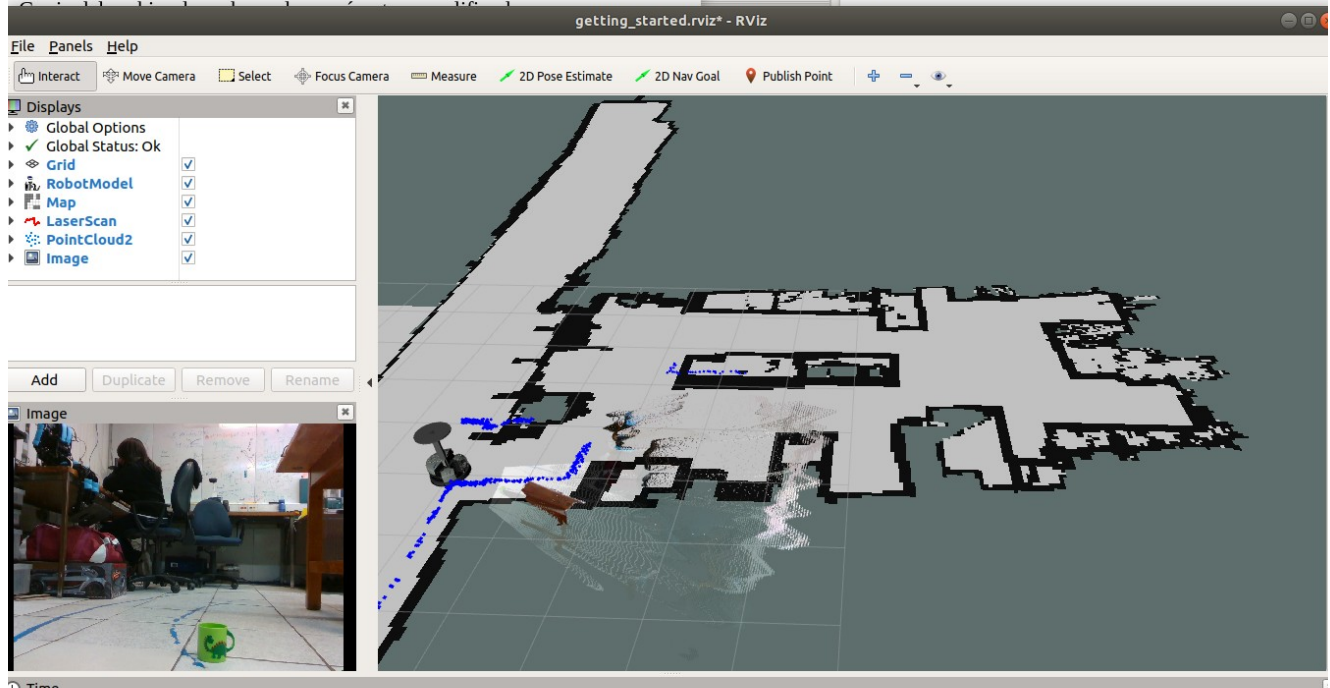 getting_started.rviz* - RViz
File Panels Help
Interact Move Camera Select Focus Camera Measure 2D Pose Estimate 2D Nav Goal Publish Point
Displays
Global Options
Global Status: Ok
Grid
RobotModel
Map
LaserScan
PointCloud2
Image
Add Duplicate Remove Rename
Image
Time